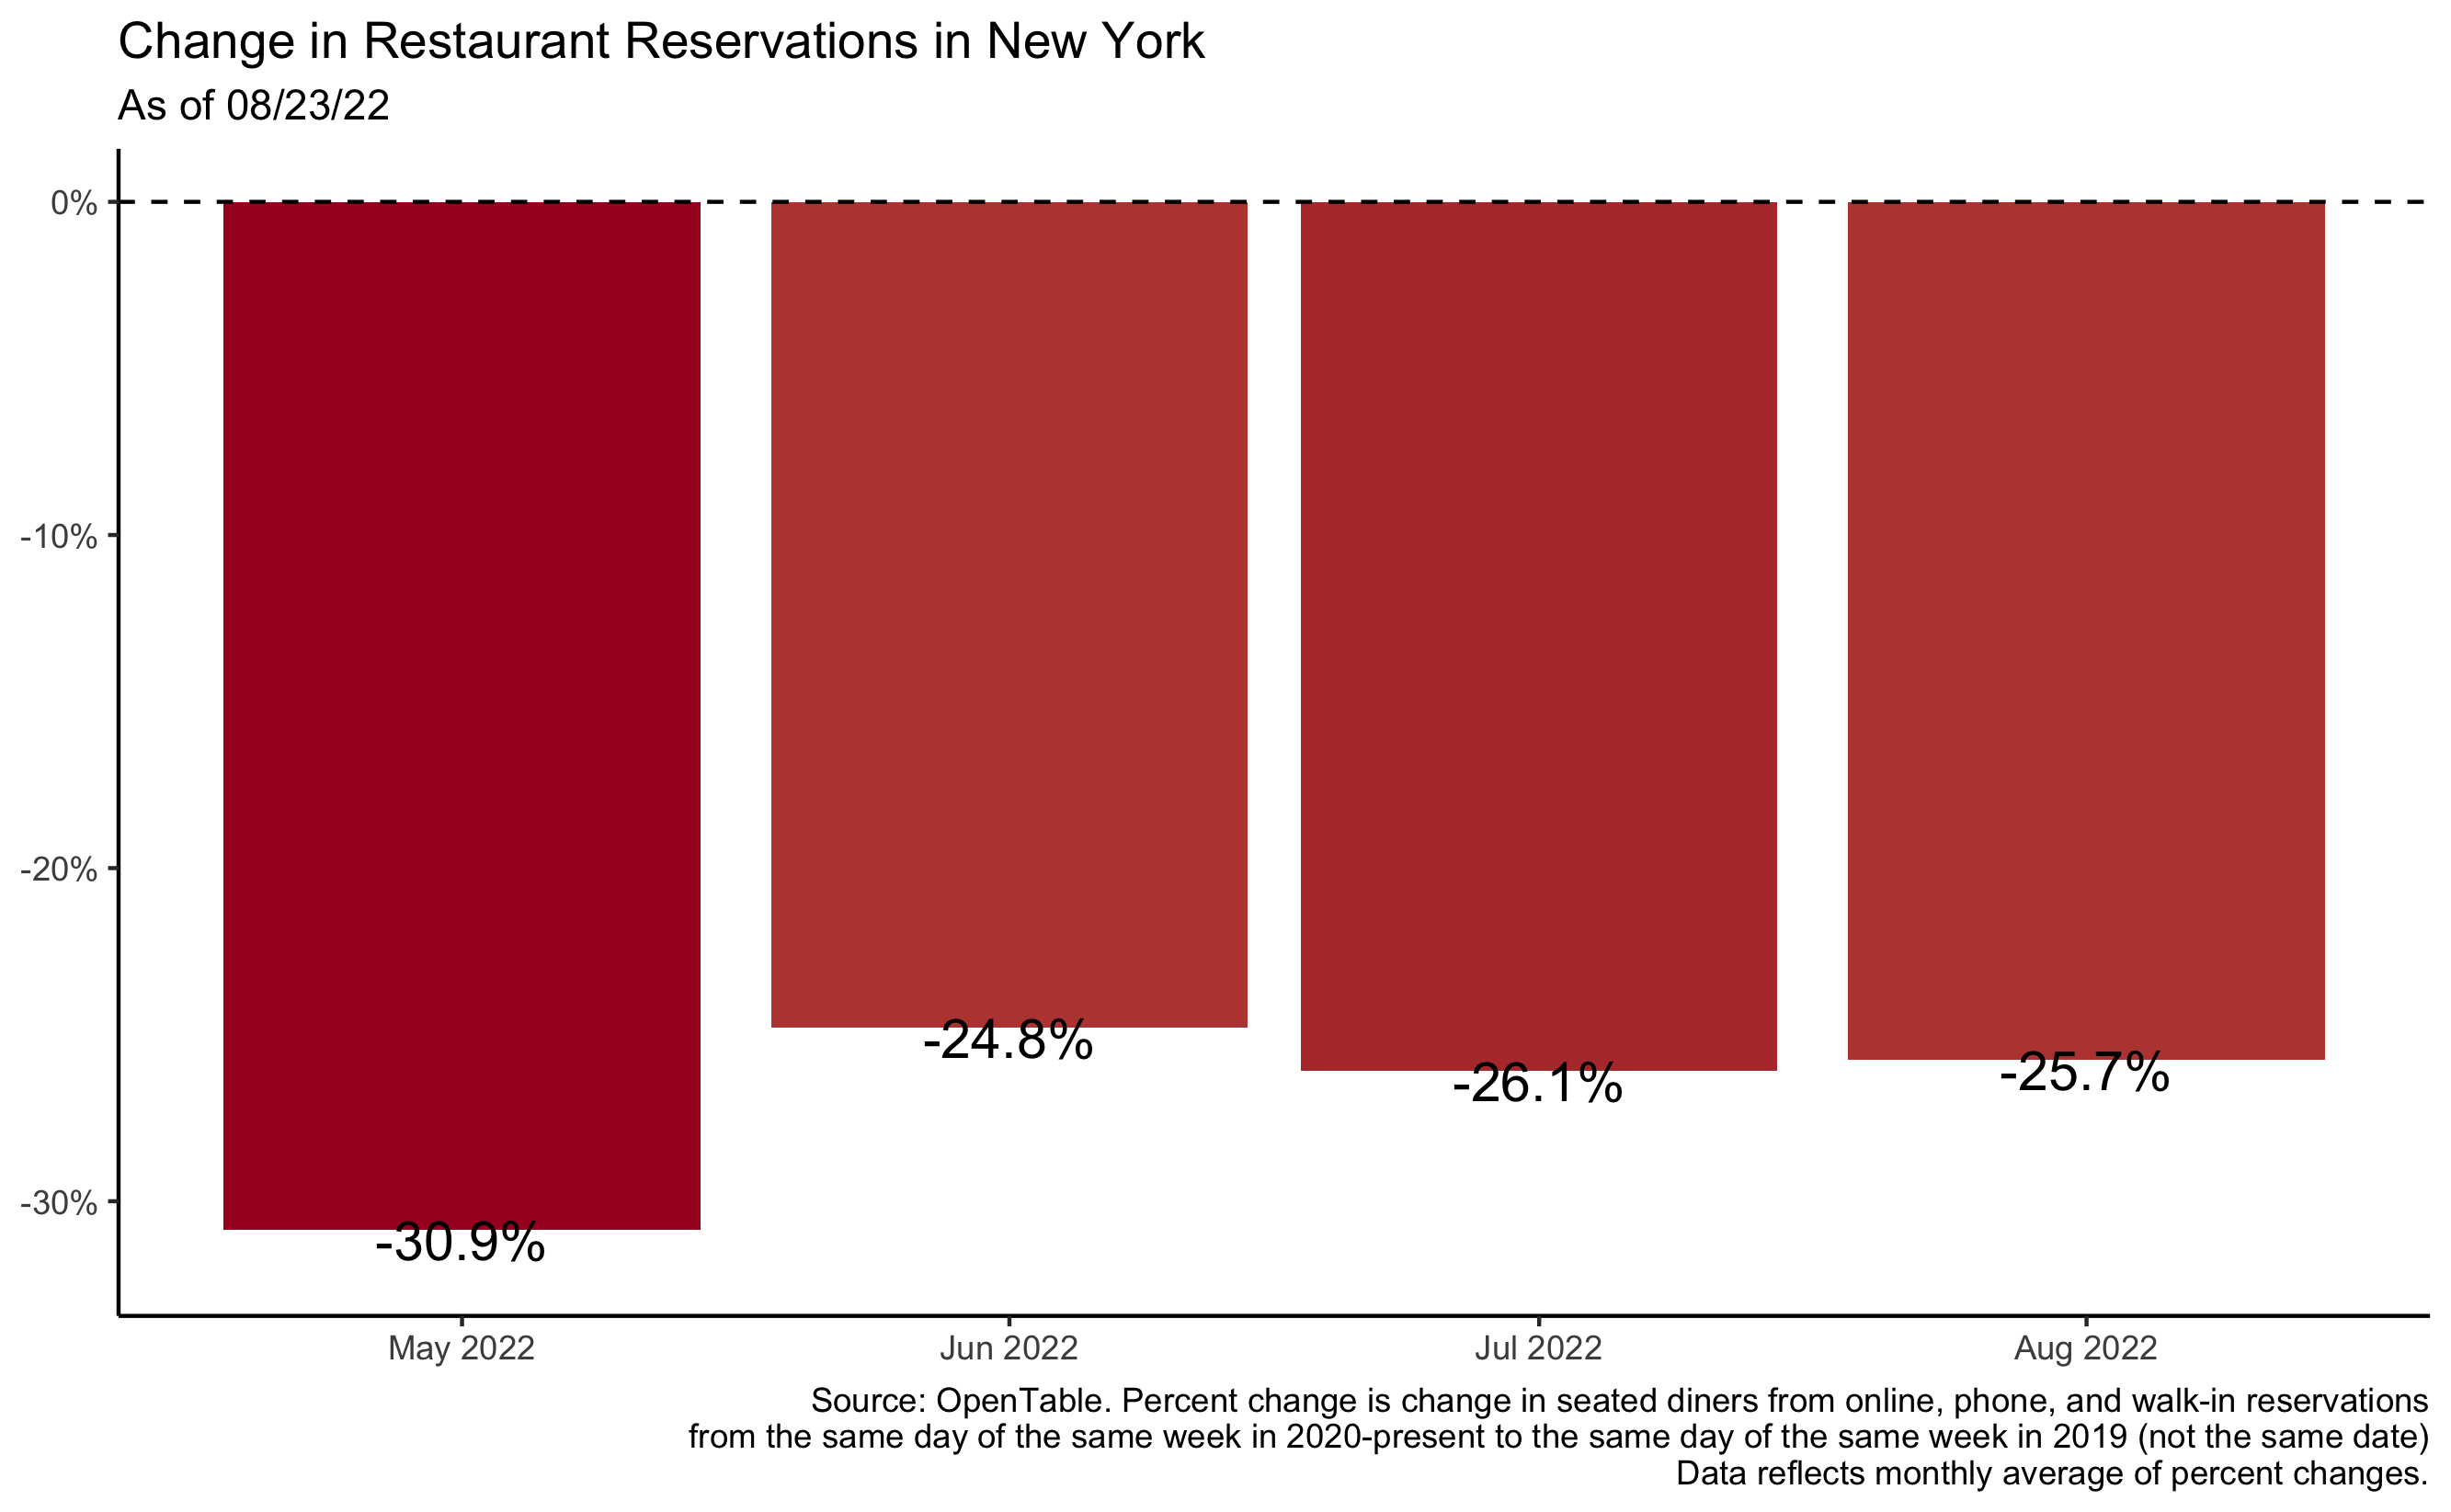 Change in Restaurant Reservations in New York
As of 08/23/22
0%
-10%
-20%
-30%
-30.9%
-24.8%
-26.1%
-25.7%
May 2022
Jun 2022
Jul 2022
Aug 2022
Source: OpenTable. Percent change is change in seated diners from online, phone, and walk-in reservations
from the same day of the same week in 2020-present to the same day of the same week in 2019 (not the same date)
Data reflects monthly average of percent changes.